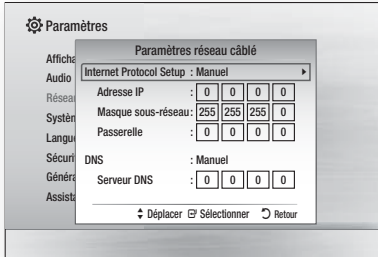 Paramètres
Paramètres réseau câblé
Internet Protocol Setup : Manuel
Adresse IP : 0 0 0 0
Masque sous-réseau : 255 255 255 0
Passerelle : 0 0 0 0
DNS : Manuel
Serveur DNS : 0 0 0 0
Afficha
Audio
Réseau
Systèm
Langue
Sécuri
Généra
Assista
Déplacer Sélectionner Retour